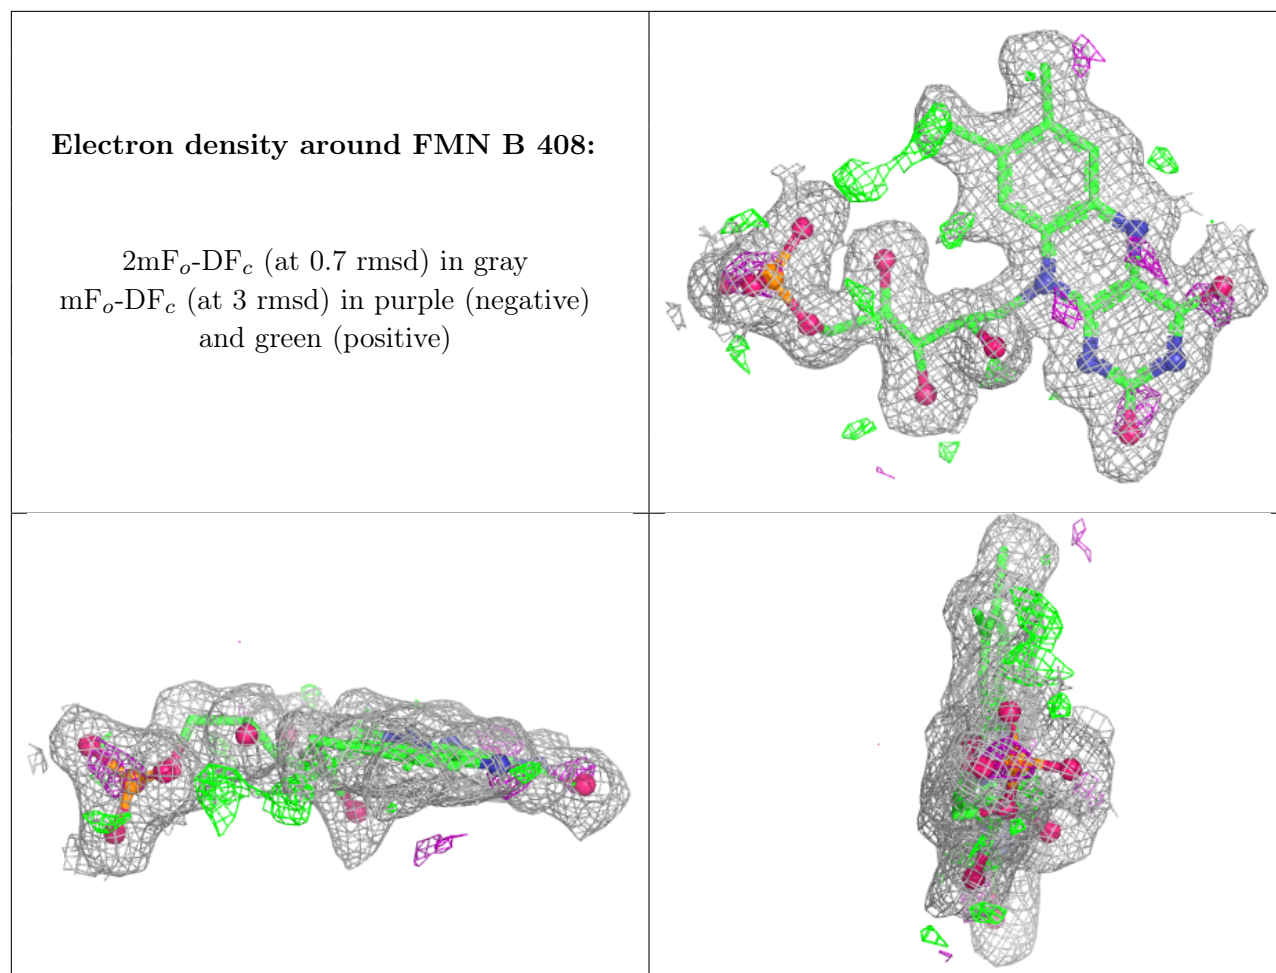 Electron density around FMN B 408:
2mFo-DFc (at 0.7 rmsd) in gray
mFo-DFc (at 3 rmsd) in purple (negative)
and green (positive)